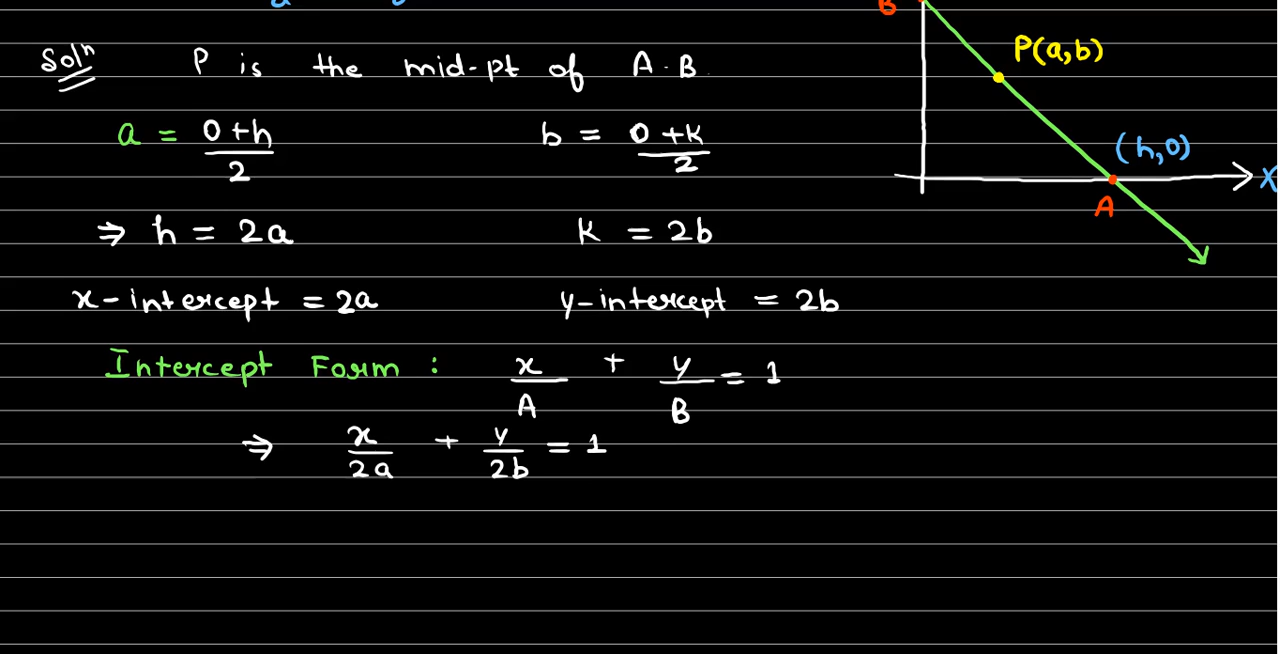 B
P(a,b)
Solⁿ P is the mid-pt of A.B.
a = 0+h/2 b = 0+k/2
(h,0)
X
A
⇒ h = 2a k = 2b
x-intercept = 2a y-intercept = 2b
Intercept Form : x/A + y/B = 1
⇒ x/2a + y/2b = 1